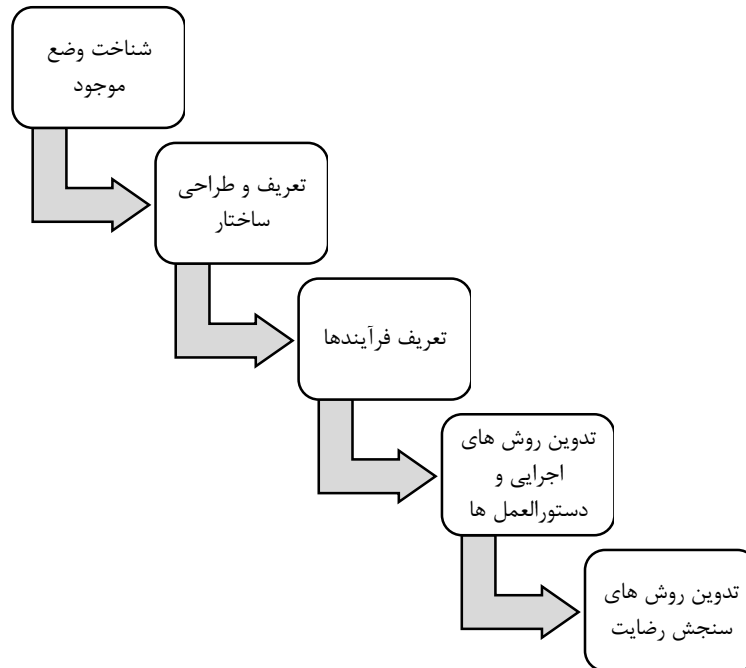 شناخت وضع
موجود
تعریف و طراحی
ساختار
تعریف فرآیندها
تدوین روش های
اجرایی و
دستورالعمل ها
تدوین روش های
سنجش رضایت